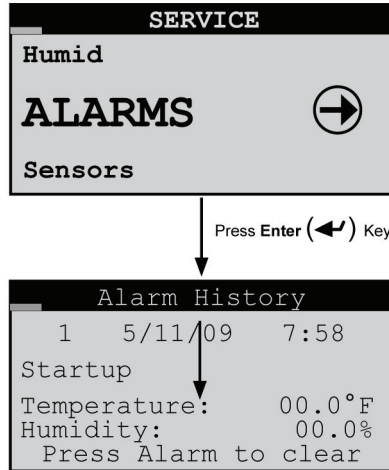 SERVICE
Humid
ALARMS
Sensors
Press Enter (↵) Key
Alarm History
1 5/11/09 7:58
Startup
Temperature: 00.0°F
Humidity: 00.0%
Press Alarm to clear